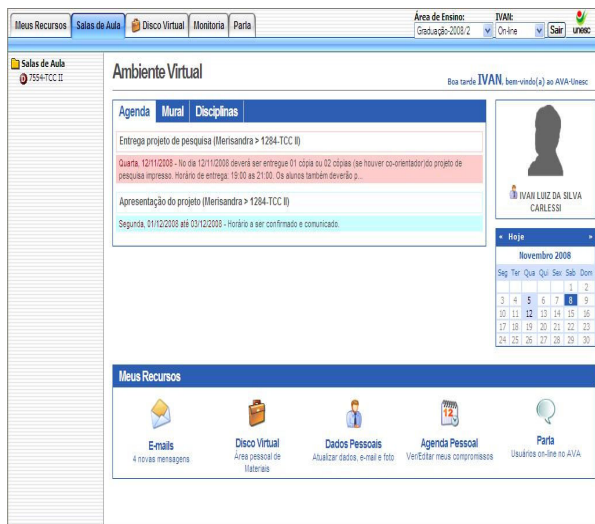 Meus Recursos Salas de Aula Disco Virtual Monitoria Parla
Área de Ensino: IVAN:
Graduação-2008/2 On-line Sair unesc
Salas de Aula
7554-TCC II
Ambiente Virtual
Boa tarde IVAN, bem-vindo(a) ao AVA-Unesc
Agenda Mural Disciplinas
Entrega projeto de pesquisa (Merisandra > 1284-TCC II)
Quarta, 12/11/2008 - No dia 12/11/2008 deverá ser entregue 01 cópia ou 02 cópias (se houver co-orientador)do projeto de
pesquisa impresso. Horário de entrega: 19:00 as 21:00. Os alunos também deverão p...
Apresentação do projeto (Merisandra > 1284-TCC II)
Segunda, 01/12/2008 até 03/12/2008 - Horário a ser confirmado e comunicado.
IVAN LUIZ DA SILVA
CARLESSI
« Hoje »
Novembro 2008
Seg Ter Qua Qui Sex Sab Dom
1 2
3 4 5 6 7 8 9
10 11 12 13 14 15 16
17 18 19 20 21 22 23
24 25 26 27 28 29 30
Meus Recursos
12
E-mails
4 novas mensagens
Disco Virtual
Área pessoal de
Materiais
Dados Pessoais
Atualizar dados, e-mail e foto
Agenda Pessoal
Ver/Editar meus compromissos
Parla
Usuários on-line no AVA